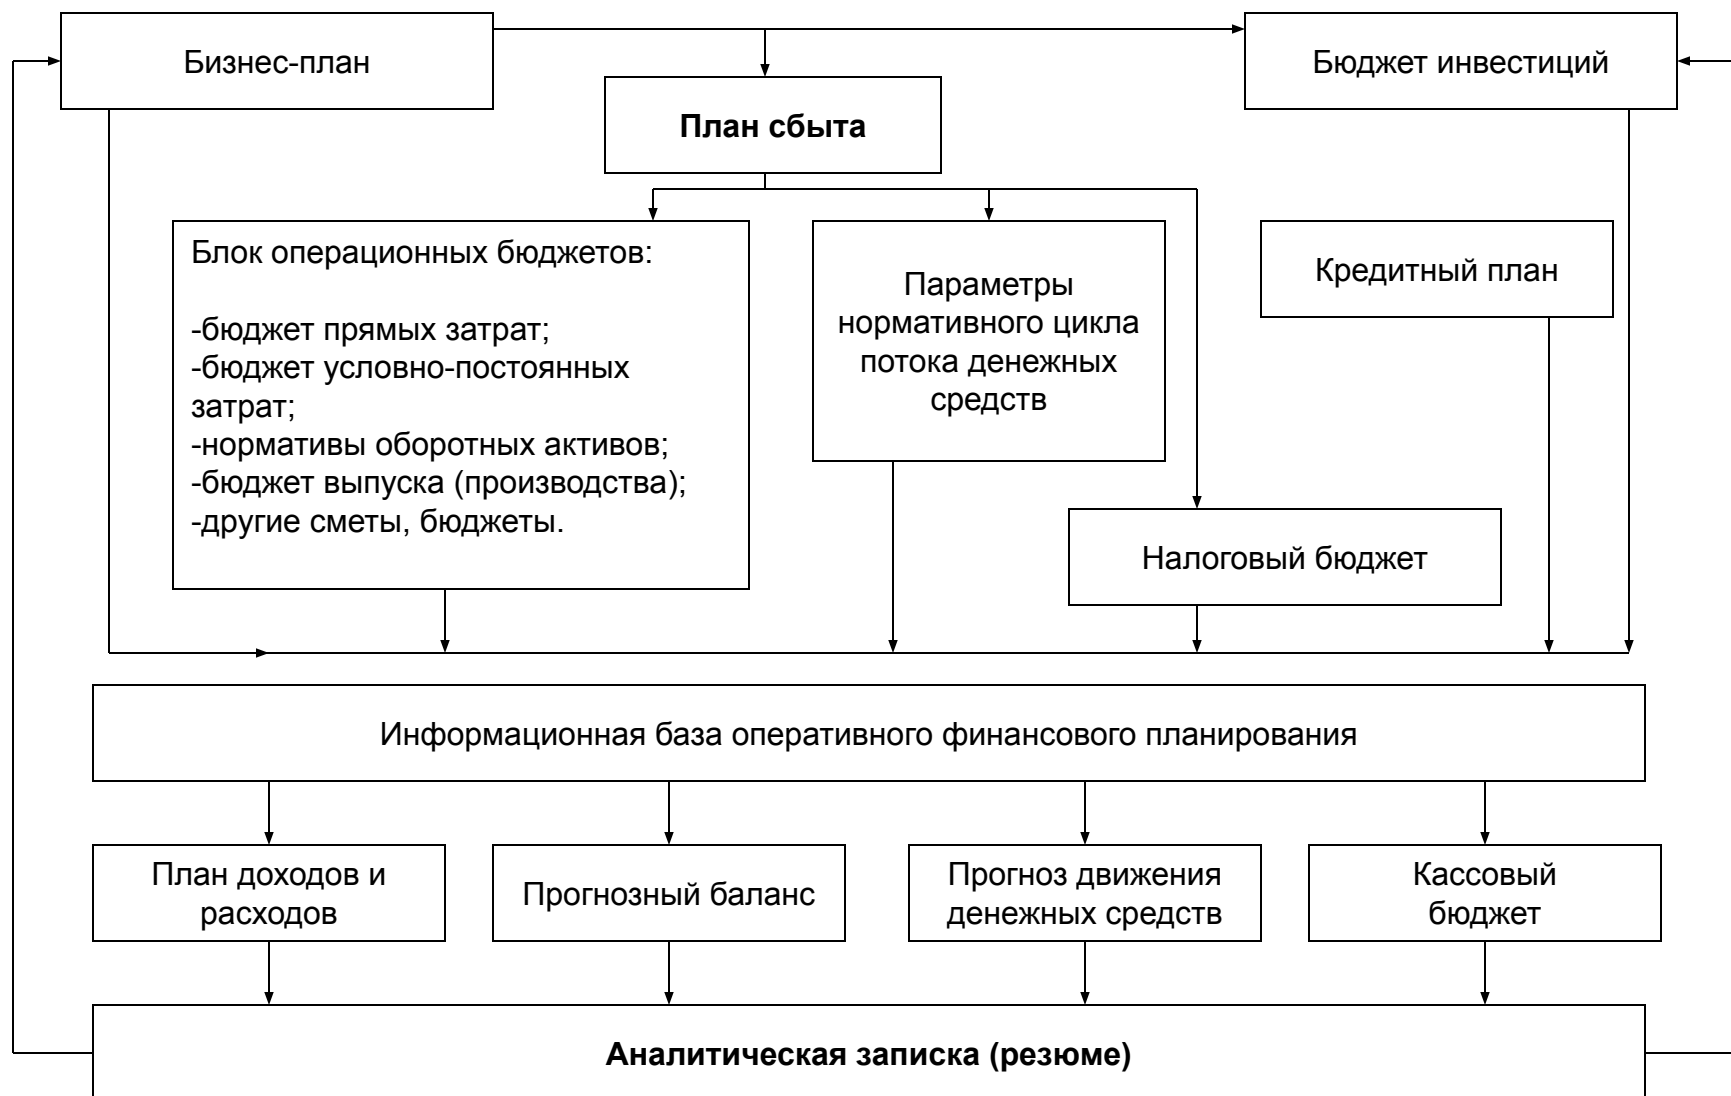 Бизнес-план
Бюджет инвестиций
План сбыта
Блок операционных бюджетов:
-бюджет прямых затрат;
-бюджет условно-постоянных
затрат;
-нормативы оборотных активов;
-бюджет выпуска (производства);
-другие сметы, бюджеты.
Параметры
нормативного цикла
потока денежных
средств
Кредитный план
Налоговый бюджет
Информационная база оперативного финансового планирования
План доходов и
расходов
Прогнозный баланс
Прогноз движения
денежных средств
Кассовый
бюджет
Аналитическая записка (резюме)